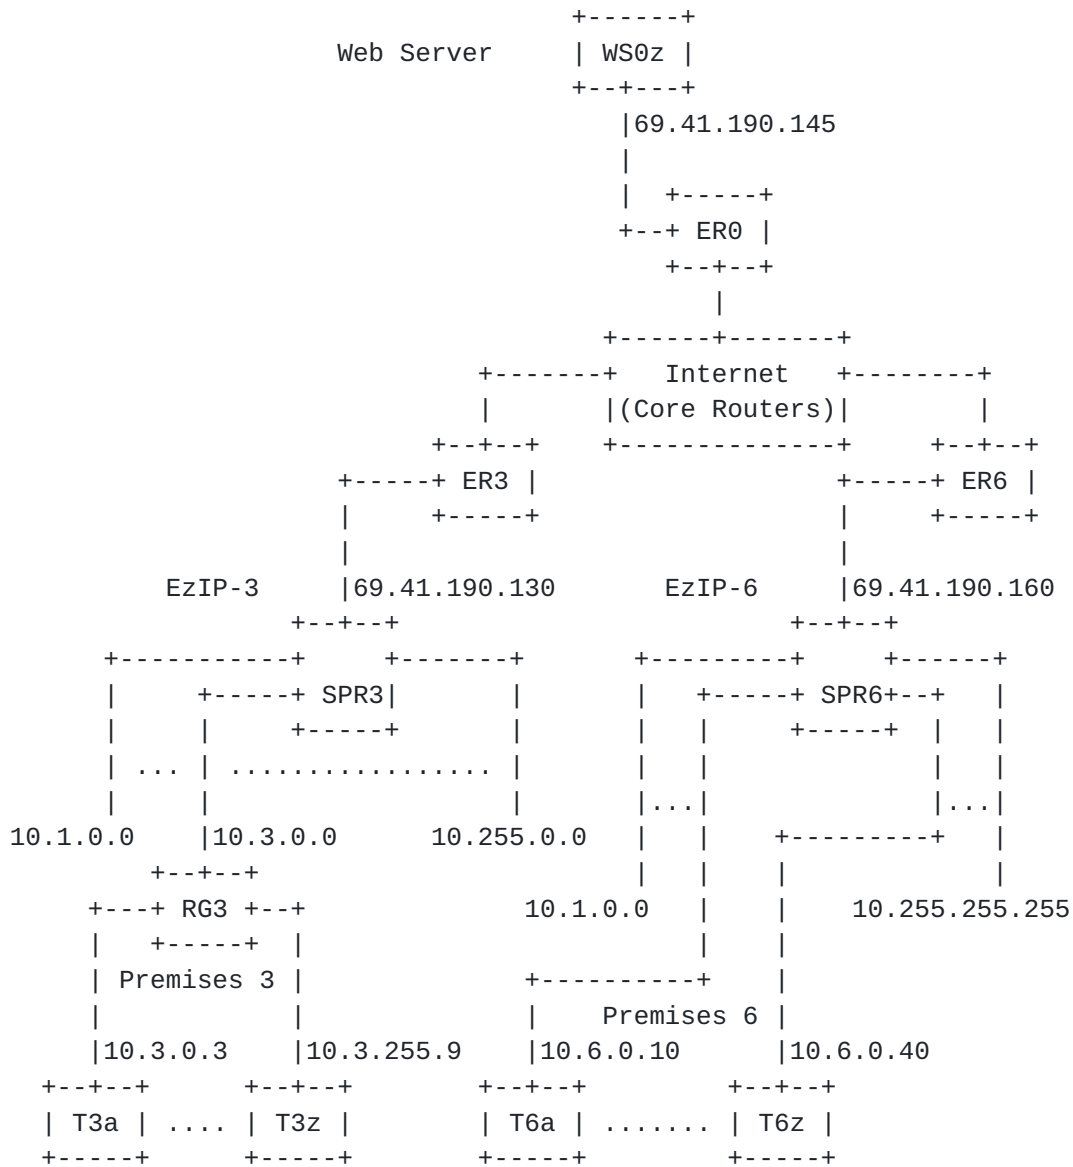 Web Server WS0z
69.41.190.145
ER0
Internet
(Core Routers)
ER3 ER6
EzIP-3 69.41.190.130 EzIP-6 69.41.190.160
SPR3 SPR6
... ................. 
... ...
10.1.0.0 10.3.0.0 10.255.0.0
RG3 10.1.0.0 10.255.255.255
Premises 3
Premises 6
10.3.0.3 10.3.255.9 10.6.0.10 10.6.0.40
T3a .... T3z T6a ....... T6z